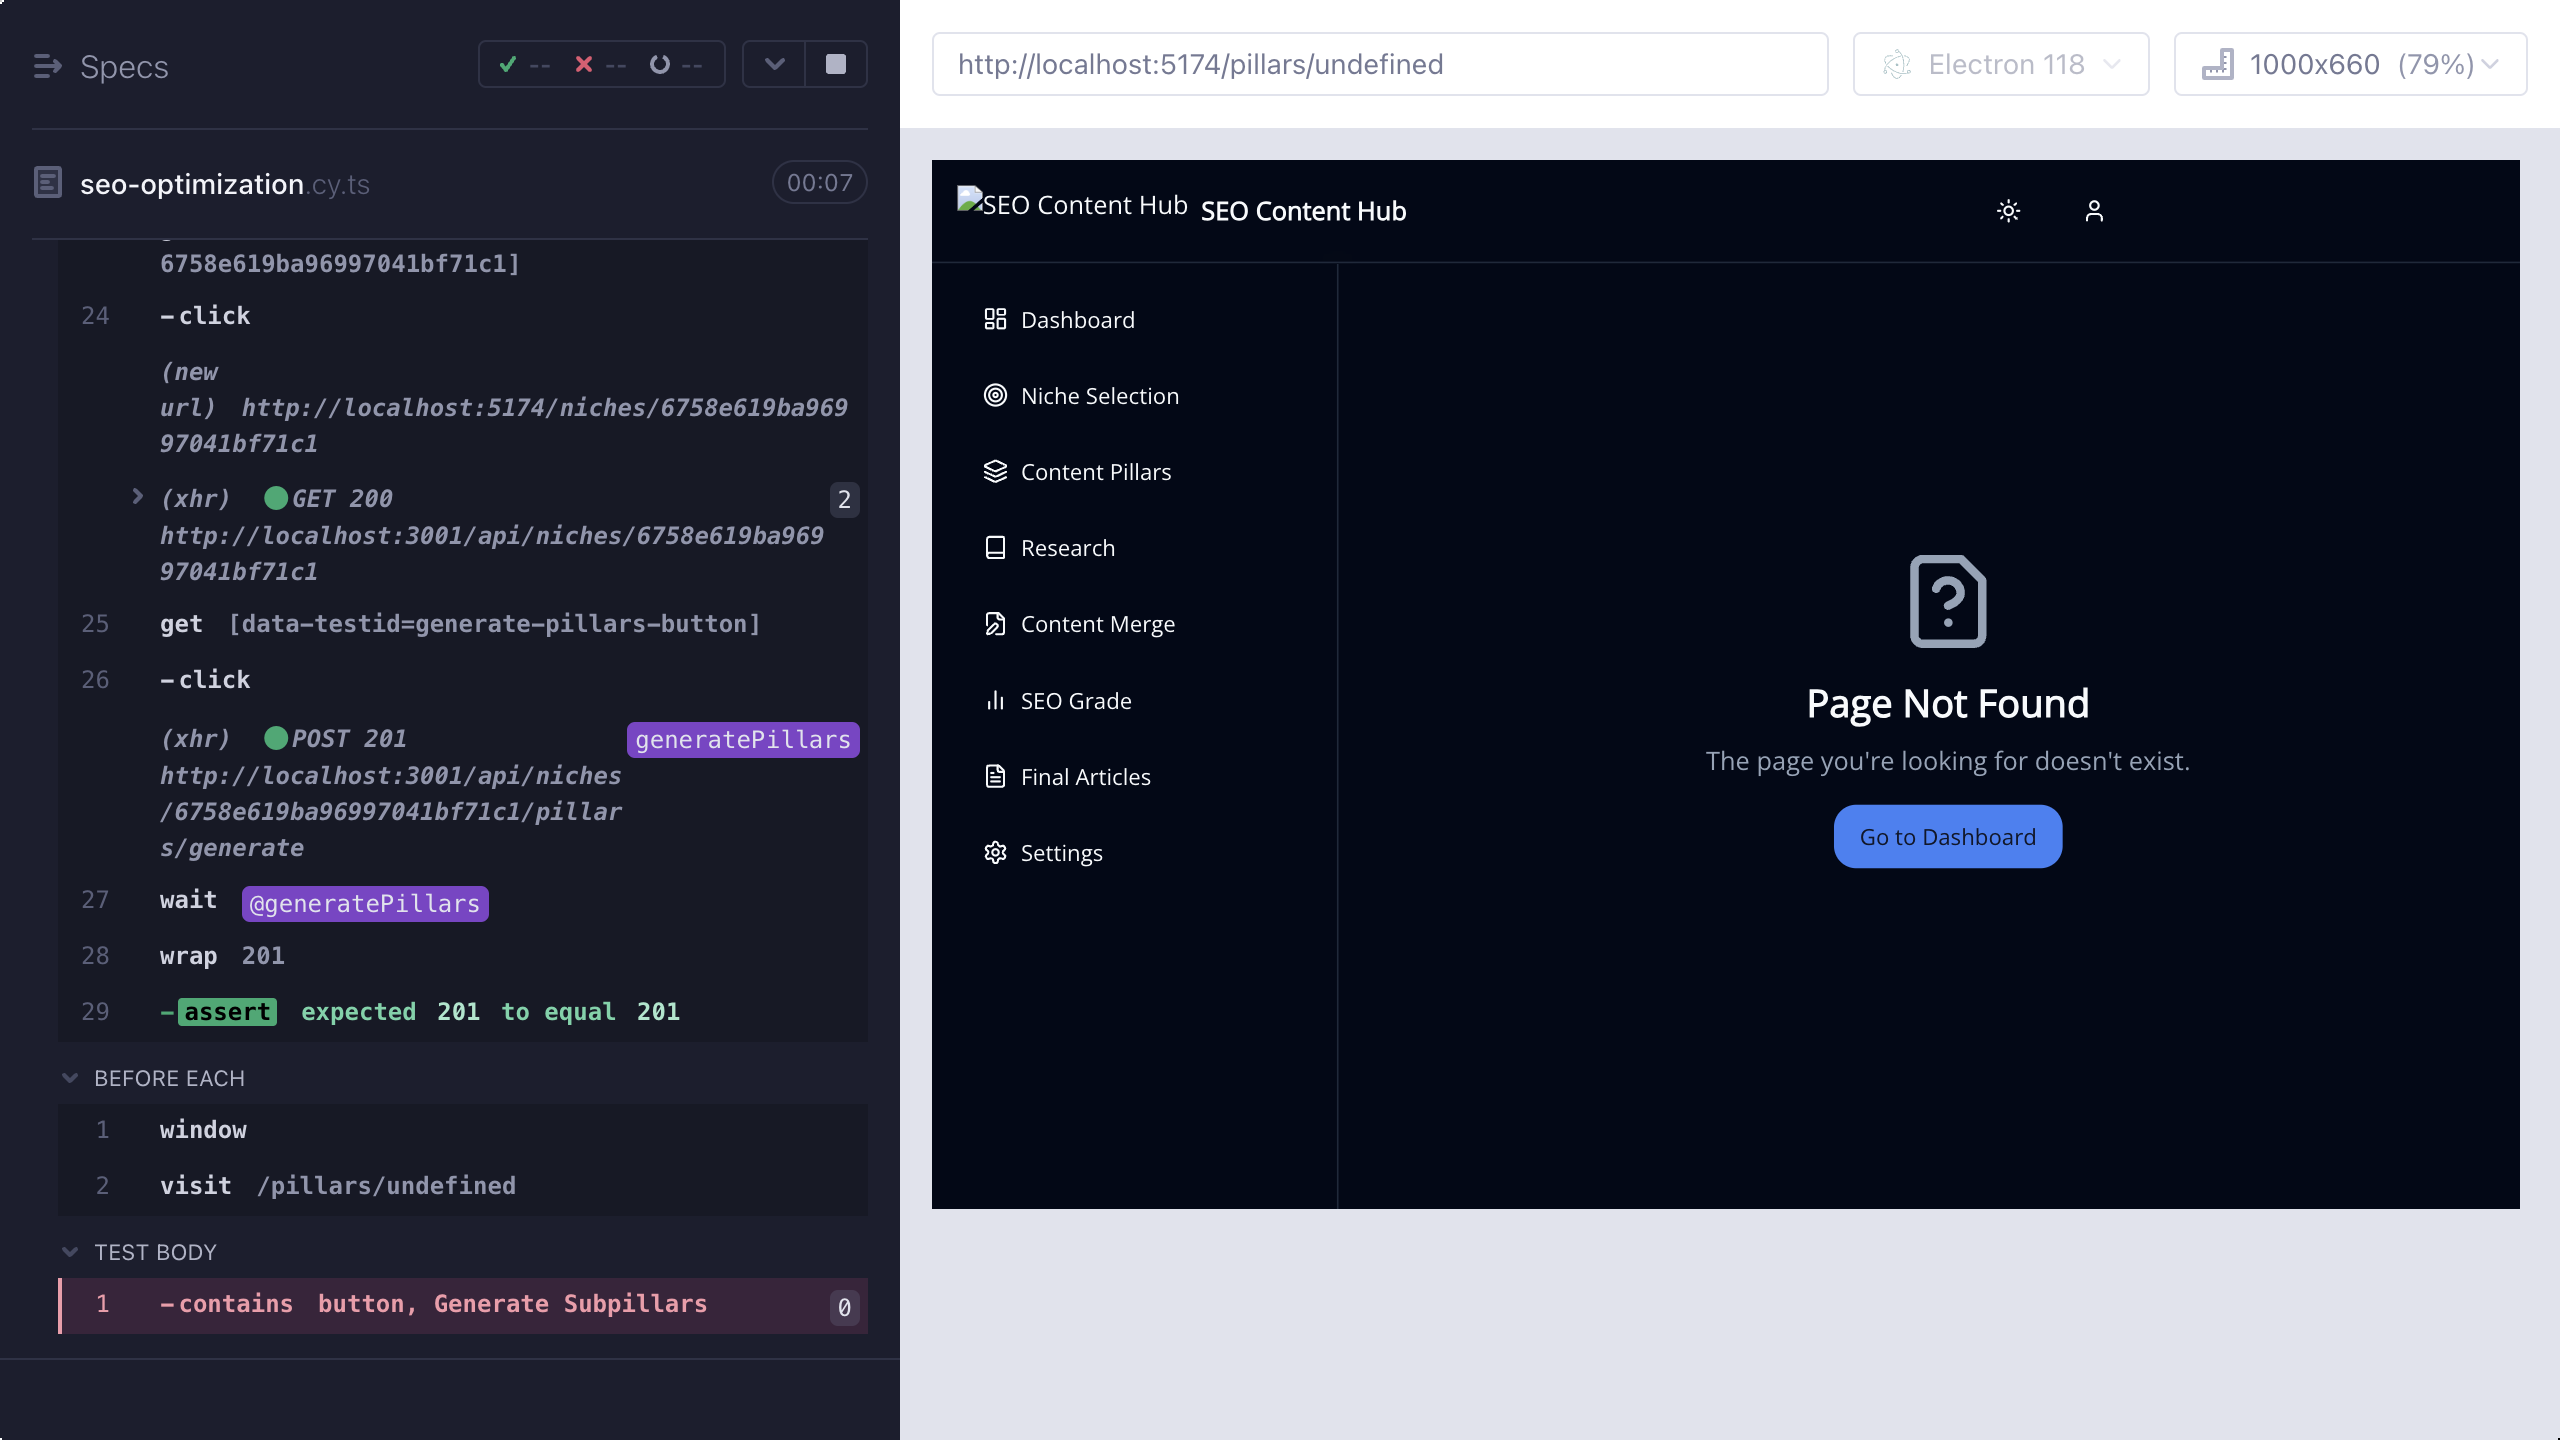 Specs
-- -- --
seo-optimization.cy.ts
00:07
6758e619ba96997041bf71c1]
24 -click
(new
url) http://localhost:5174/niches/6758e619ba969
97041bf71c1
(xhr) GET 200 2
http://localhost:3001/api/niches/6758e619ba969
97041bf71c1
25 get [data-testid=generate-pillars-button]
26 -click
(xhr) POST 201 generatePillars
http://localhost:3001/api/niches
/6758e619ba96997041bf71c1/pillar
s/generate
27 wait @generatePillars
28 wrap 201
29 -assert expected 201 to equal 201
BEFORE EACH
1 window
2 visit /pillars/undefined
TEST BODY
1 -contains button, Generate Subpillars 0
http://localhost:5174/pillars/undefined
Electron 118
1000x660 (79%)
SEO Content Hub SEO Content Hub
Dashboard
Niche Selection
Content Pillars
Research
Content Merge
SEO Grade
Final Articles
Settings
Page Not Found
The page you're looking for doesn't exist.
Go to Dashboard